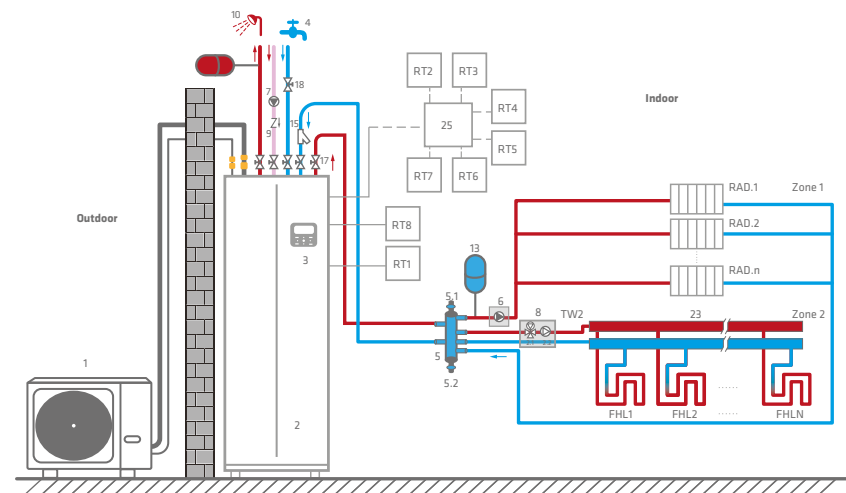 10
4
7
18
9
15
17
RT2
RT3
RT4
25
RT5
RT7
RT6
Indoor
Outdoor
RT8
3
RT1
RAD.1
Zone 1
RAD.2
RAD.n
13
5.1
6
8
TW2
23
Zone 2
5
5.2
1
2
FHL1
FHL2
......
......
FHLN